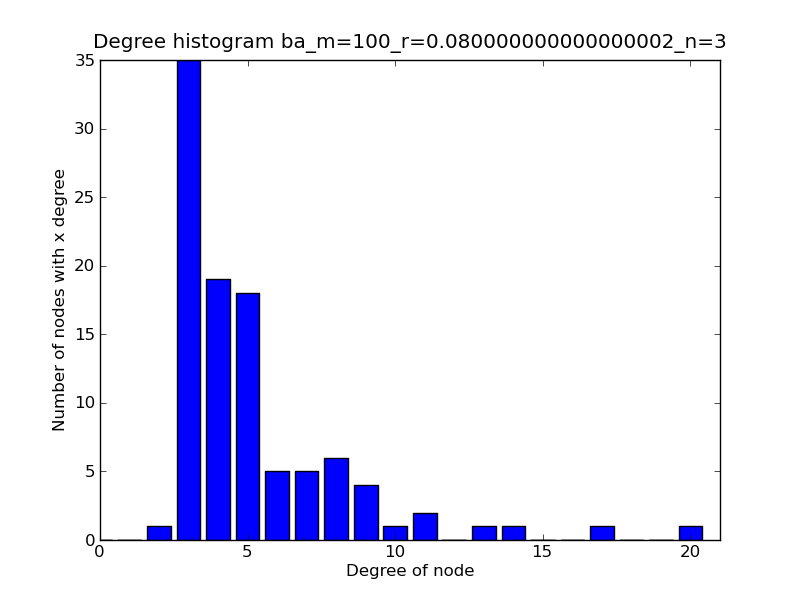 Degree histogram ba_m=100_r=0.080000000000000002_n=3
35
30
25
20
15
10
5
0
Number of nodes with x degree
0 5 10 15 20
Degree of node